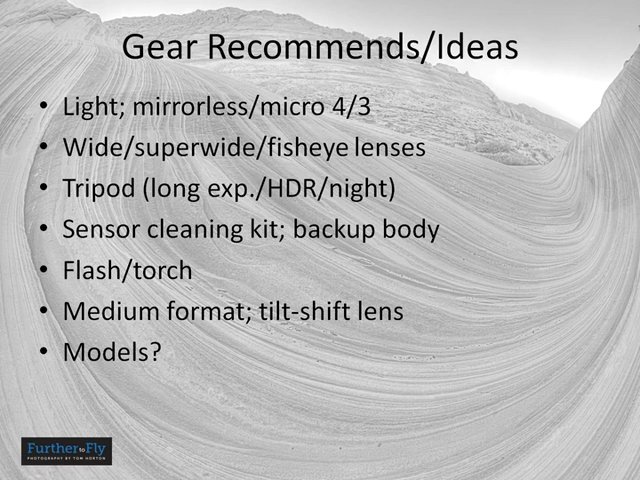 Gear Recommends/Ideas
• Light; mirrorless/micro 4/3
• Wide/superwide/fisheye lenses
• Tripod (long exp./HDR/night)
• Sensor cleaning kit; backup body
• Flash/torch
• Medium format; tilt-shift lens
• Models?
Further to Fly
PHOTOGRAPHY BY TOM HORTON